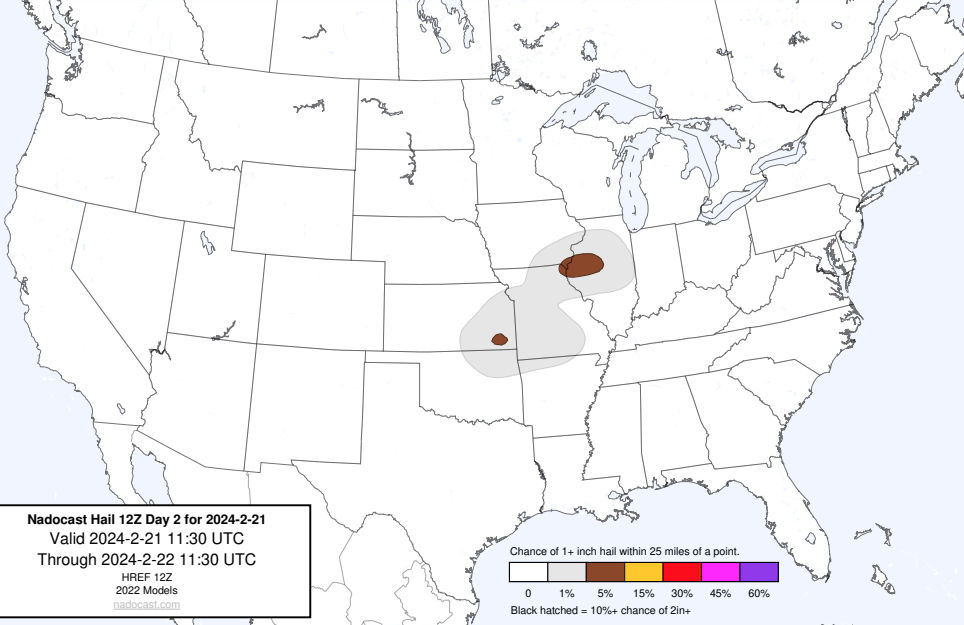 Nadocast Hail 12Z Day 2 for 2024-2-21
Valid 2024-2-21 11:30 UTC
Through 2024-2-22 11:30 UTC
HREF 12Z
2022 Models
nadocast.com
Chance of 1+ inch hail within 25 miles of a point.
0 1% 5% 15% 30% 45% 60%
Black hatched = 10%+ chance of 2in+